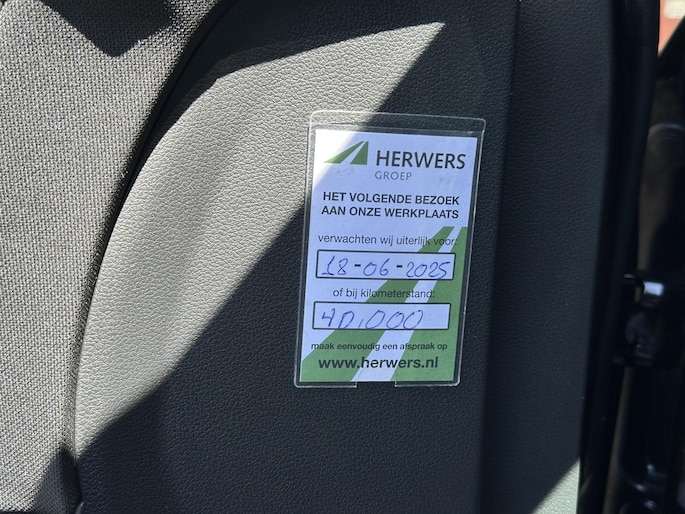 HERWERS
GROEP
HET VOLGENDE BEZOEK
AAN ONZE WERKPLAATS
verwachten wij uiterlijk voor:
18-06-2025
of bij kilometerstand:
40.000
maak eenvoudig een afspraak op
www.herwers.nl